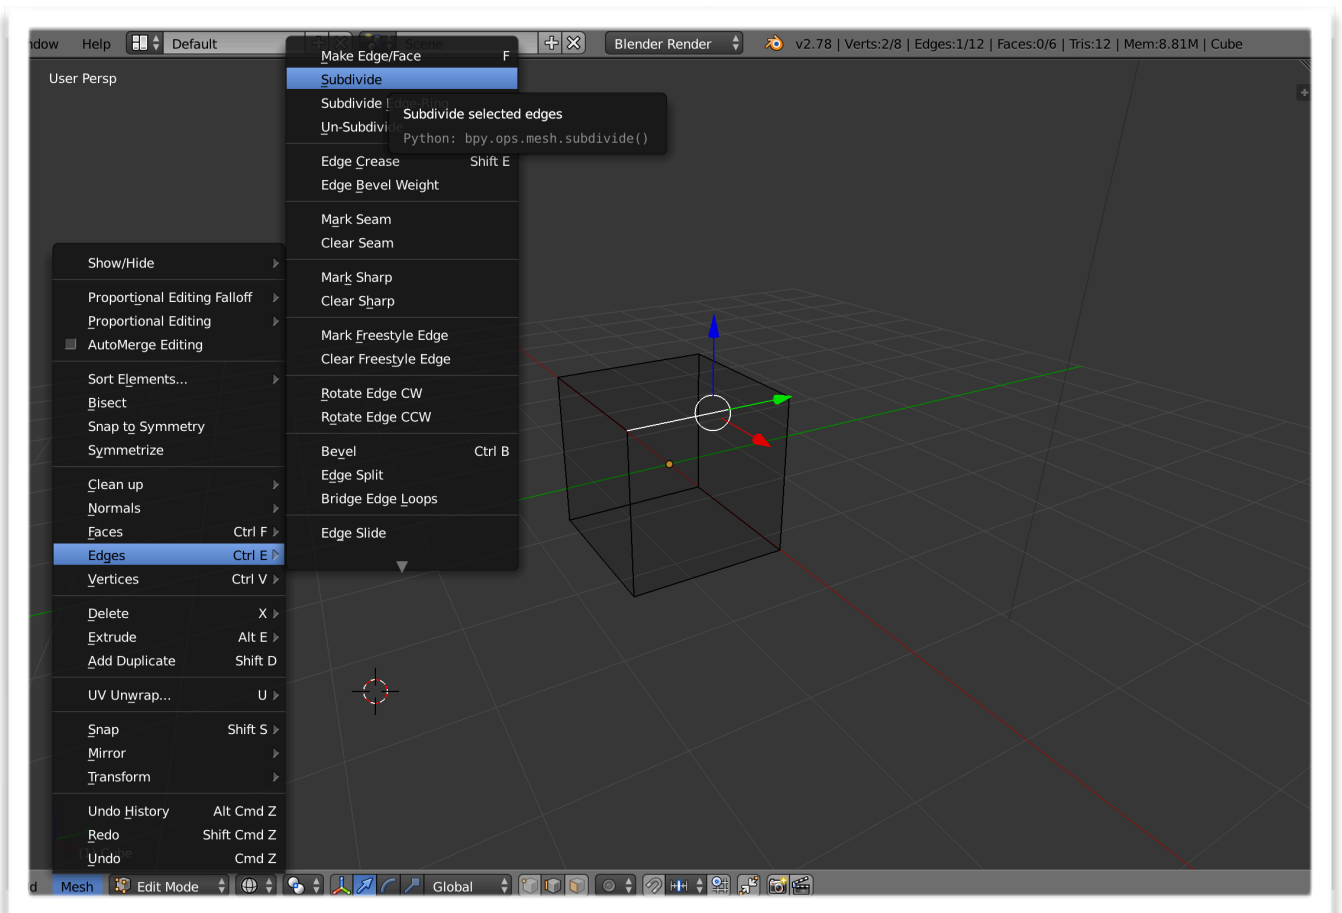 ndow Help Default Scene Blender Render v2.78 | Verts:2/8 | Edges:1/12 | Faces:0/6 | Tris:12 | Mem:8.81M | Cube
User Persp
Make Edge/Face F
Subdivide
Subdivide Edge-Ring
Un-Subdivide
Subdivide selected edges
Python: bpy.ops.mesh.subdivide()
Edge Crease Shift E
Edge Bevel Weight
Mark Seam
Clear Seam
Mark Sharp
Clear Sharp
Mark Freestyle Edge
Clear Freestyle Edge
Rotate Edge CW
Rotate Edge CCW
Bevel Ctrl B
Edge Split
Bridge Edge Loops
Edge Slide
Show/Hide
Proportional Editing Falloff
Proportional Editing
AutoMerge Editing
Sort Elements...
Bisect
Snap to Symmetry
Symmetrize
Clean up
Normals
Faces Ctrl F
Edges Ctrl E
Vertices Ctrl V
Delete X
Extrude Alt E
Add Duplicate Shift D
UV Unwrap... U
Snap Shift S
Mirror
Transform
Undo History Alt Cmd Z
Redo Shift Cmd Z
(1) Cube
Undo Cmd Z
d Mesh Edit Mode Global